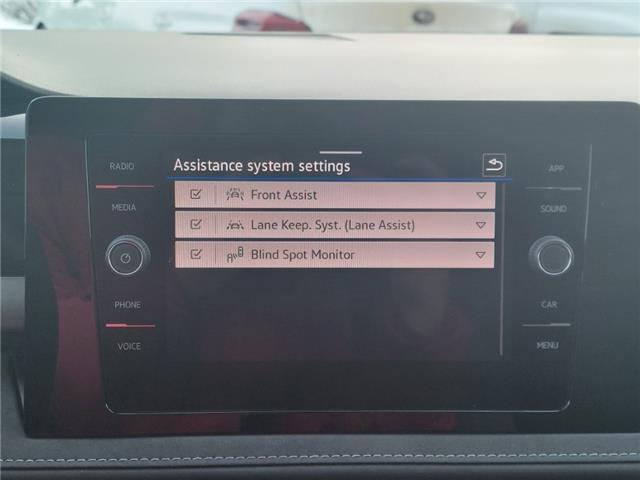 RADIO
MEDIA
PHONE
VOICE
Assistance system settings
Front Assist
Lane Keep. Syst. (Lane Assist)
Blind Spot Monitor
APP
SOUND
CAR
MENU